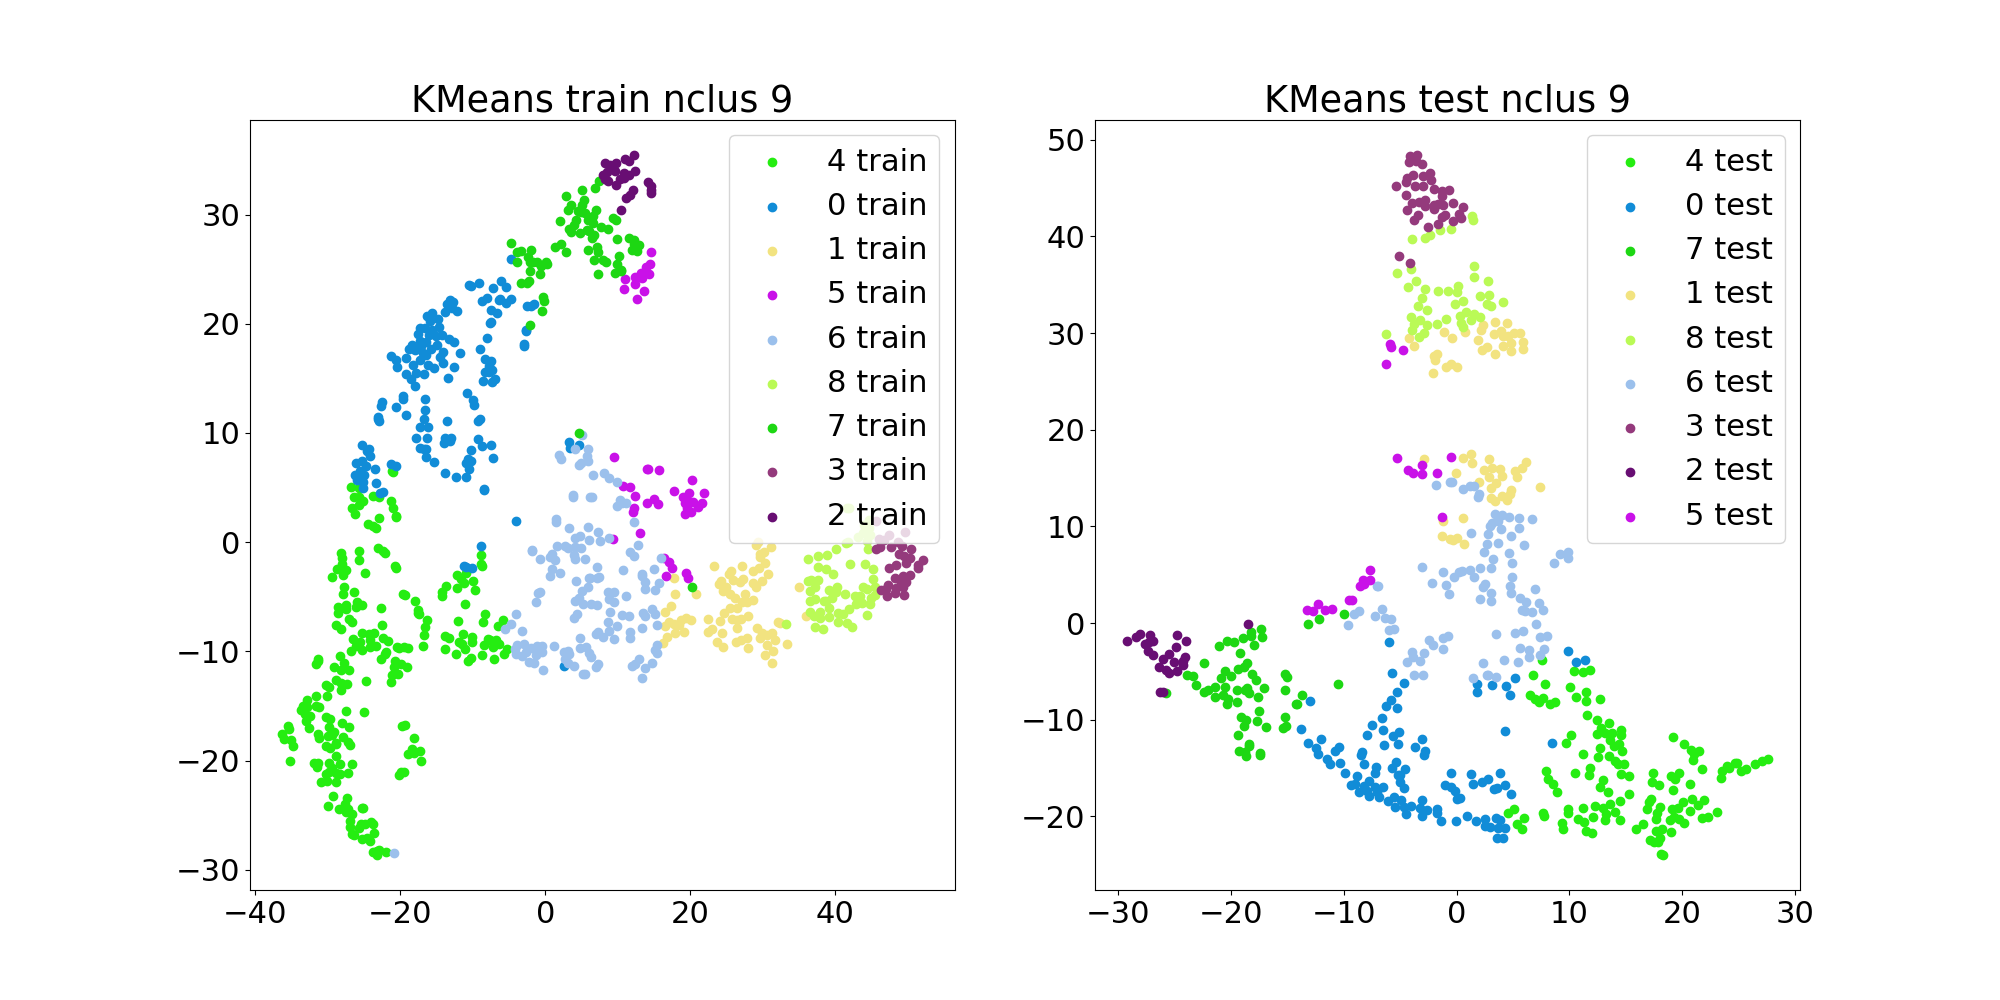 KMeans train nclus 9
30
20
10
0
−10
−20
−30
−40
−20
0
20
40
4 train
0 train
1 train
5 train
6 train
8 train
7 train
3 train
2 train
KMeans test nclus 9
50
40
30
20
10
0
−10
−20
−30
−20
−10
0
10
20
30
4 test
0 test
7 test
1 test
8 test
6 test
3 test
2 test
5 test